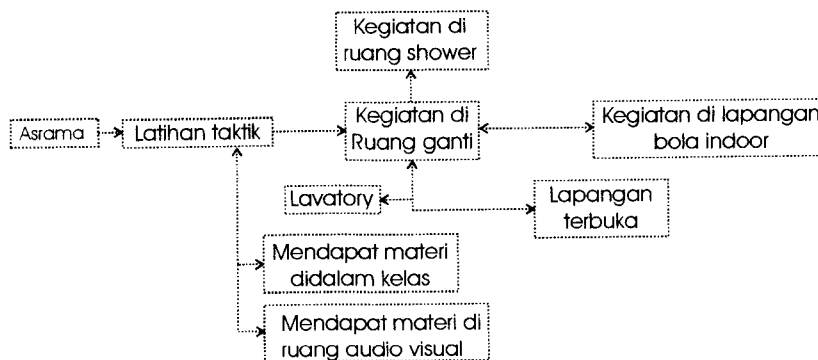 Kegiatan di
ruang shower
Asrama
Latihan taktik
Kegiatan di
Ruang ganti
Kegiatan di lapangan
bola indoor
Lavatory
Lapangan
terbuka
Mendapat materi
didalam kelas
Mendapat materi di
ruang audio visual